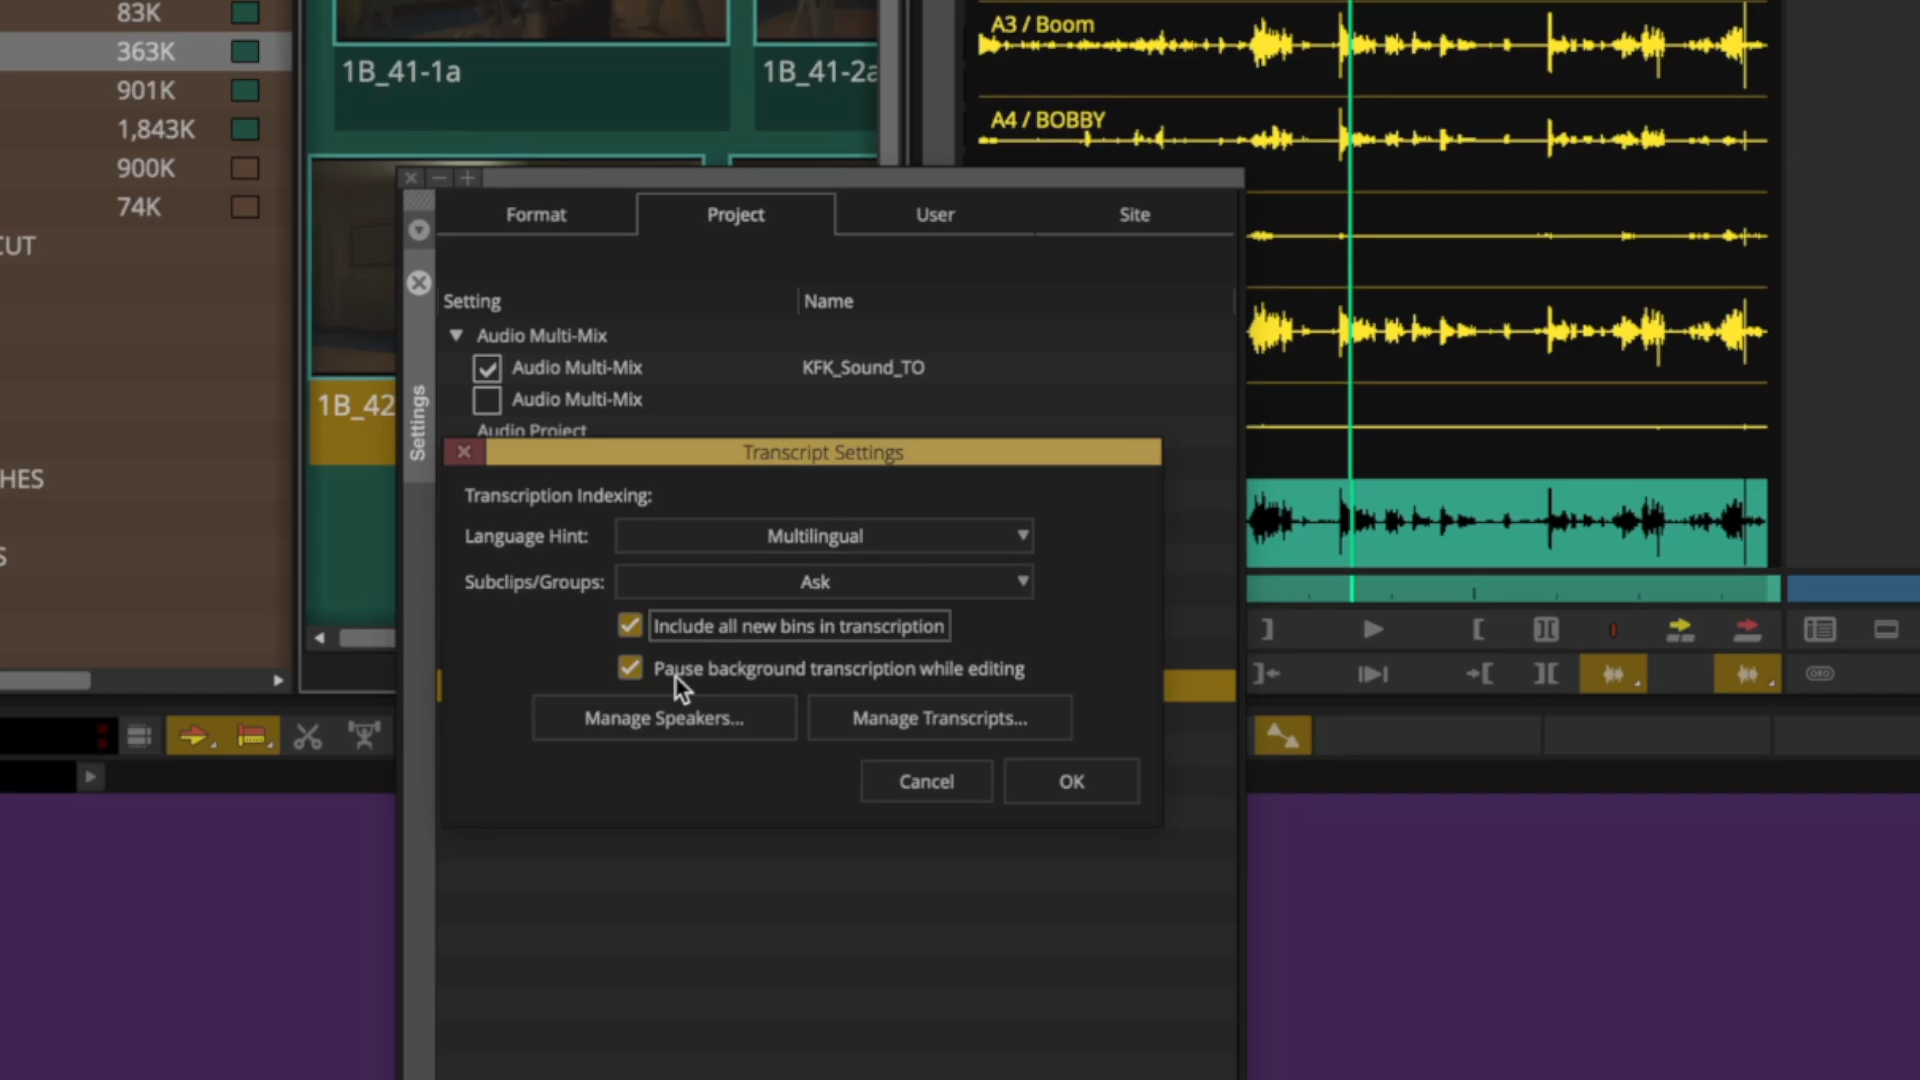 83K
363K
901K
1,843K
900K
74K
CUT
HES
S
1B_41-1a
1B_41-2a
1B_42
A3 / Boom
A4 / BOBBY
Format
Project
User
Site
Settings
Setting
Name
Audio Multi-Mix
Audio Multi-Mix
KFK_Sound_TO
Audio Multi-Mix
Audio Project
Transcript Settings
Transcription Indexing:
Language Hint:
Multilingual
Subclips/Groups:
Ask
Include all new bins in transcription
Pause background transcription while editing
Manage Speakers...
Manage Transcripts...
Cancel
OK